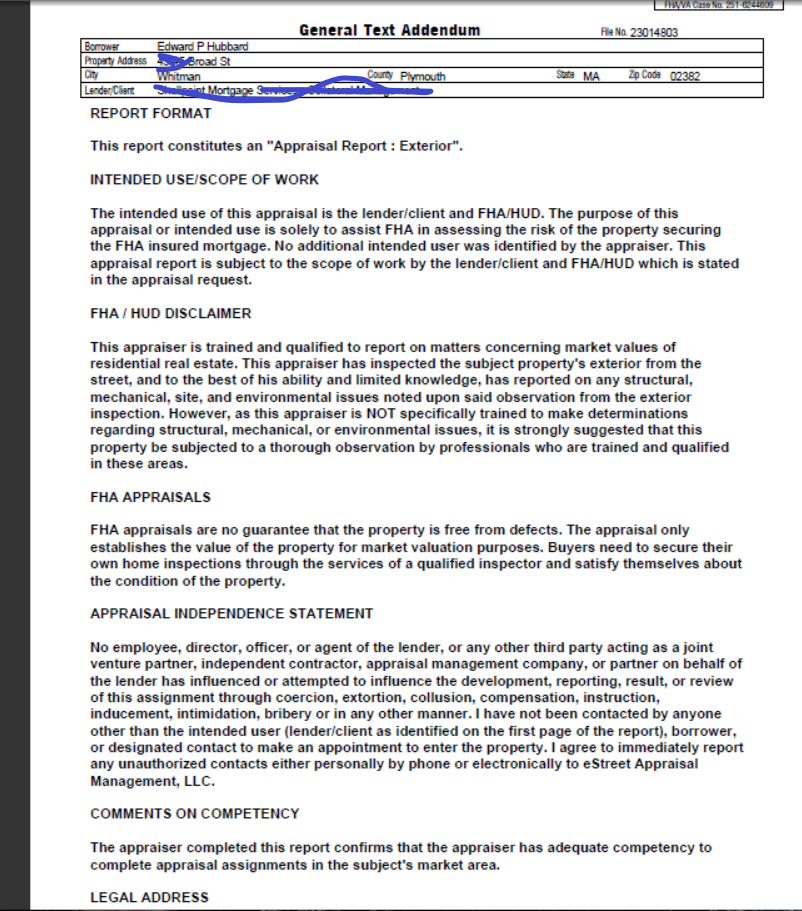 FHA/VA Case No. 251-6244609
General Text Addendum File No. 23014803
Borrower Edward P Hubbard
Property Address Broad St
City Whitman County Plymouth State MA Zip Code 02382
Lender/Client Mortgage
REPORT FORMAT
This report constitutes an "Appraisal Report : Exterior".
INTENDED USE/SCOPE OF WORK
The intended use of this appraisal is the lender/client and FHA/HUD. The purpose of this
appraisal or intended use is solely to assist FHA in assessing the risk of the property securing
the FHA insured mortgage. No additional intended user was identified by the appraiser. This
appraisal report is subject to the scope of work by the lender/client and FHA/HUD which is stated
in the appraisal request.
FHA / HUD DISCLAIMER
This appraiser is trained and qualified to report on matters concerning market values of
residential real estate. This appraiser has inspected the subject property's exterior from the
street, and to the best of his ability and limited knowledge, has reported on any structural,
mechanical, site, and environmental issues noted upon said observation from the exterior
inspection. However, as this appraiser is NOT specifically trained to make determinations
regarding structural, mechanical, or environmental issues, it is strongly suggested that this
property be subjected to a thorough observation by professionals who are trained and qualified
in these areas.
FHA APPRAISALS
FHA appraisals are no guarantee that the property is free from defects. The appraisal only
establishes the value of the property for market valuation purposes. Buyers need to secure their
own home inspections through the services of a qualified inspector and satisfy themselves about
the condition of the property.
APPRAISAL INDEPENDENCE STATEMENT
No employee, director, officer, or agent of the lender, or any other third party acting as a joint
venture partner, independent contractor, appraisal management company, or partner on behalf of
the lender has influenced or attempted to influence the development, reporting, result, or review
of this assignment through coercion, extortion, collusion, compensation, instruction,
inducement, intimidation, bribery or in any other manner. I have not been contacted by anyone
other than the intended user (lender/client as identified on the first page of the report), borrower,
or designated contact to make an appointment to enter the property. I agree to immediately report
any unauthorized contacts either personally by phone or electronically to eStreet Appraisal
Management, LLC.
COMMENTS ON COMPETENCY
The appraiser completed this report confirms that the appraiser has adequate competency to
complete appraisal assignments in the subject's market area.
LEGAL ADDRESS